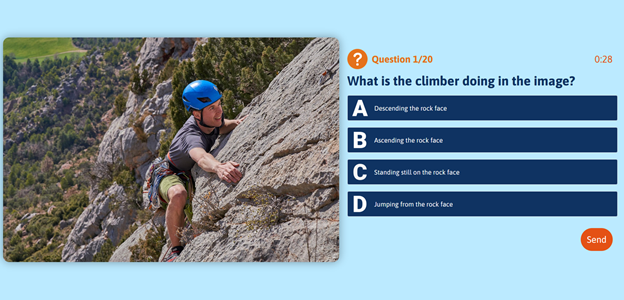 ? Question 1/20 0:28
What is the climber doing in the image?
A Descending the rock face
B Ascending the rock face
C Standing still on the rock face
D Jumping from the rock face
Send